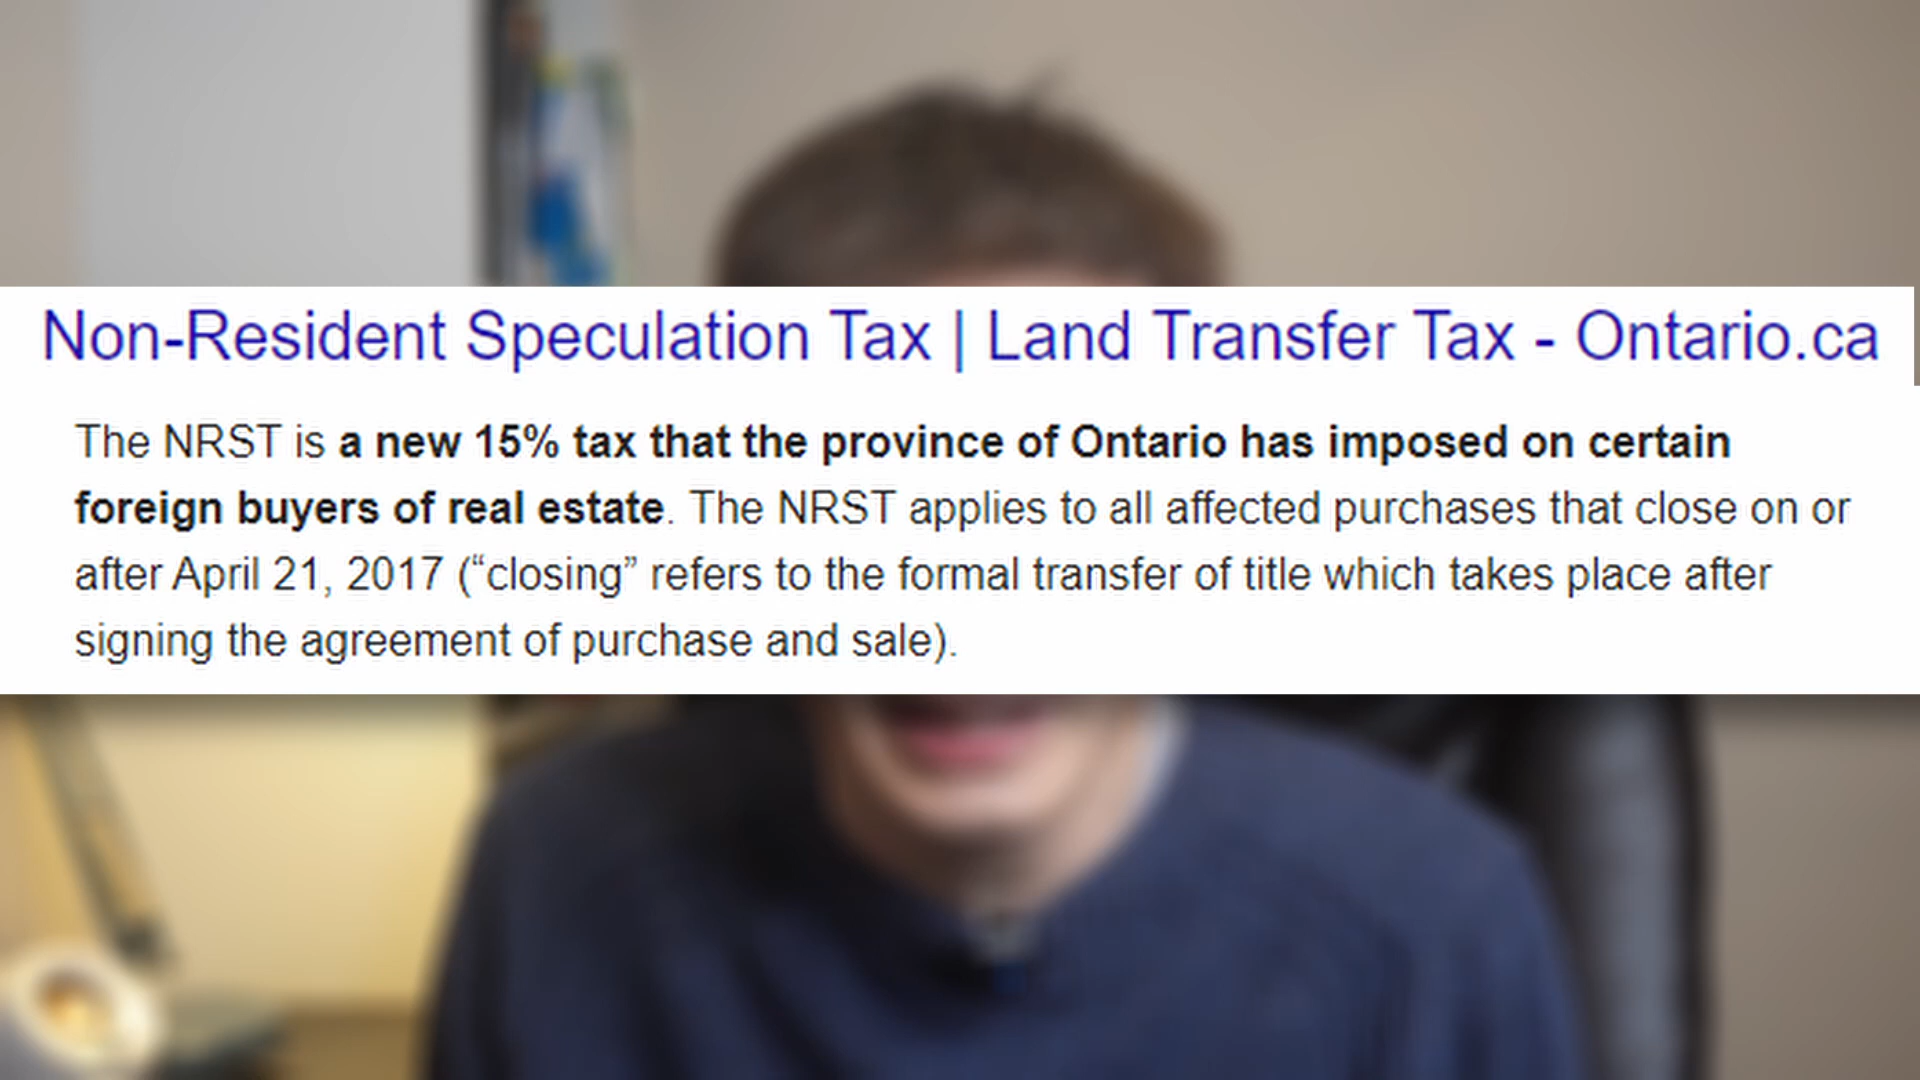 Non-Resident Speculation Tax | Land Transfer Tax - Ontario.ca
The NRST is a new 15% tax that the province of Ontario has imposed on certain
foreign buyers of real estate. The NRST applies to all affected purchases that close on or
after April 21, 2017 (“closing” refers to the formal transfer of title which takes place after
signing the agreement of purchase and sale).